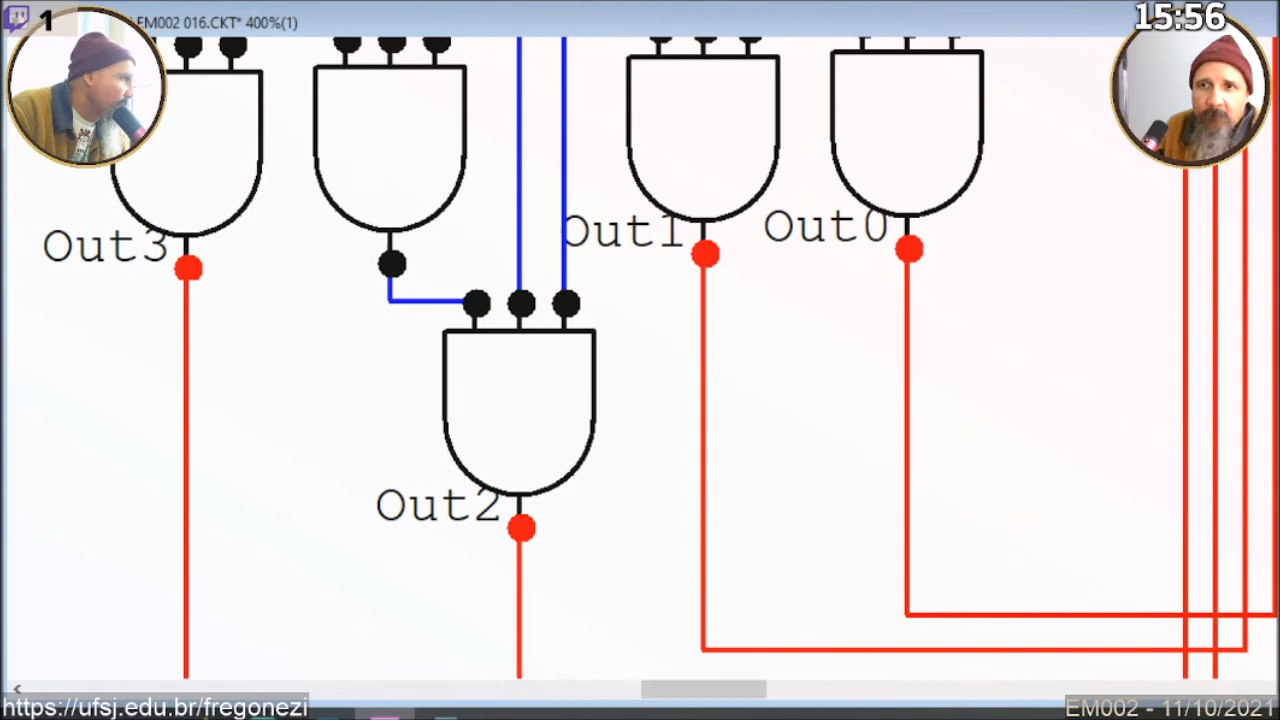 1
EM002 016.CKT* 400%(1)
15:56
Out3
Out1
Out0
Out2
https://ufsj.edu.br/fregonezi
EM002 - 11/10/2021